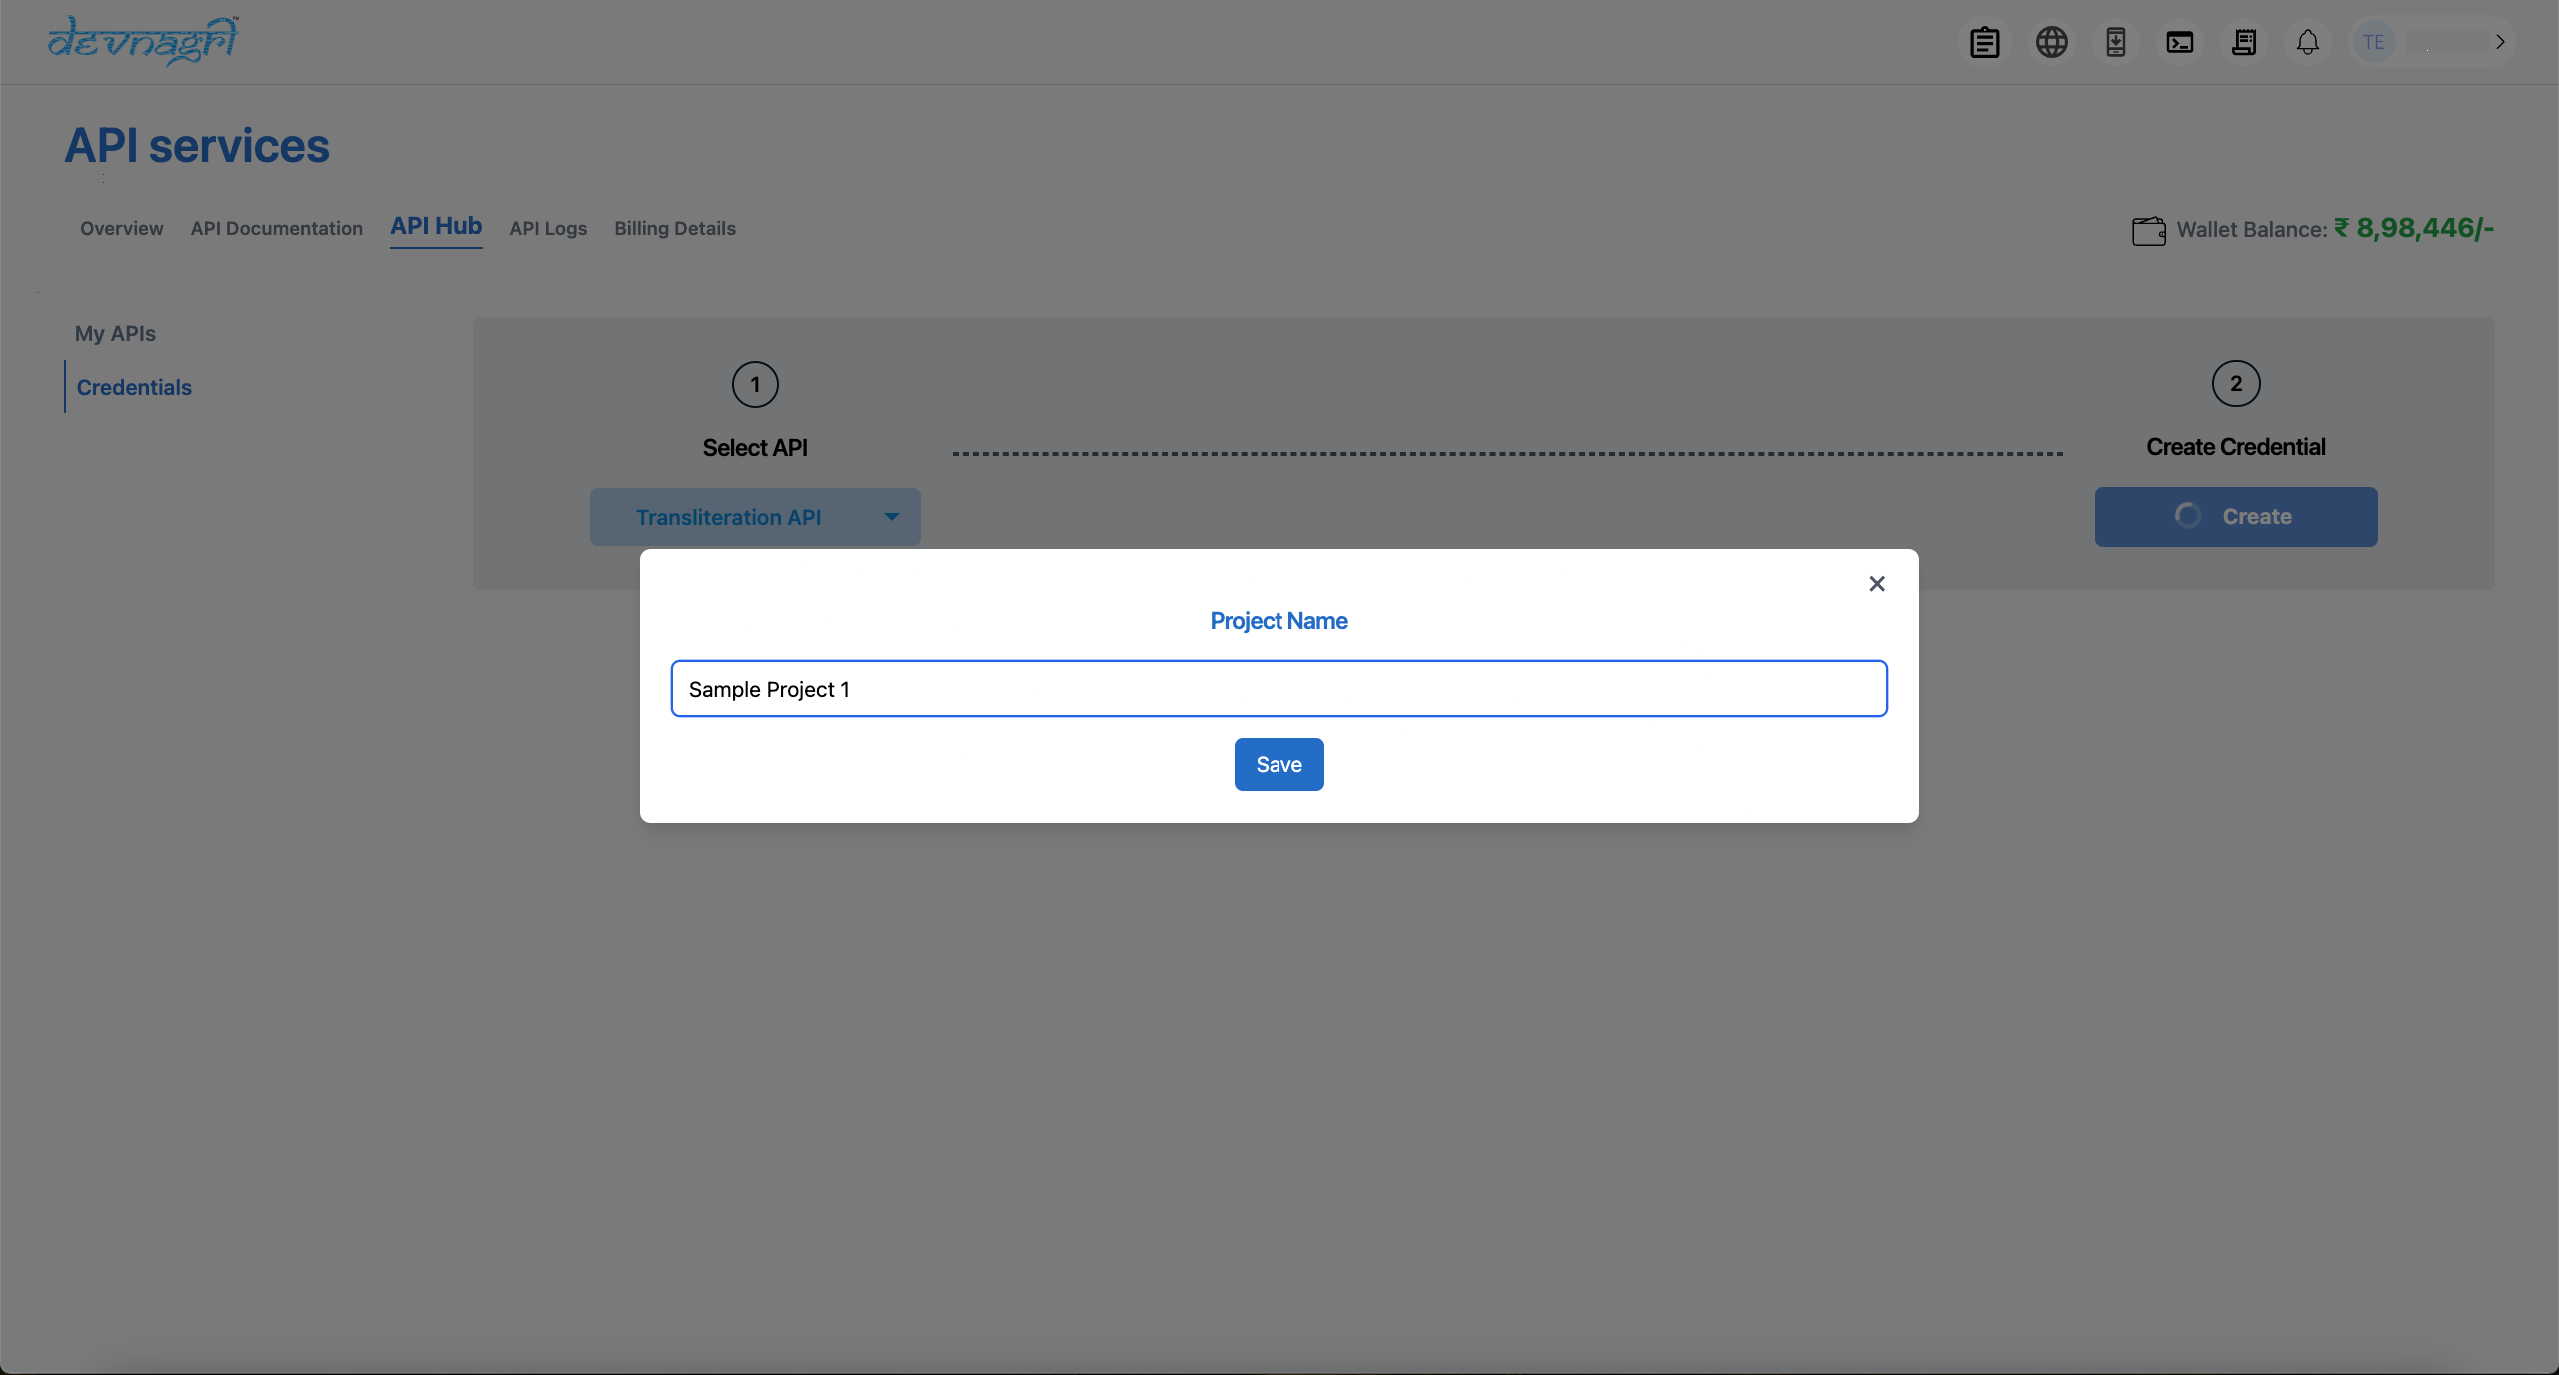 devnagri™
TE
API services
Overview API Documentation API Hub API Logs Billing Details
Wallet Balance: ₹ 8,98,446/-
My APIs
Credentials
1
Select API
Transliteration API
2
Create Credential
Create
Project Name
Sample Project 1
Save